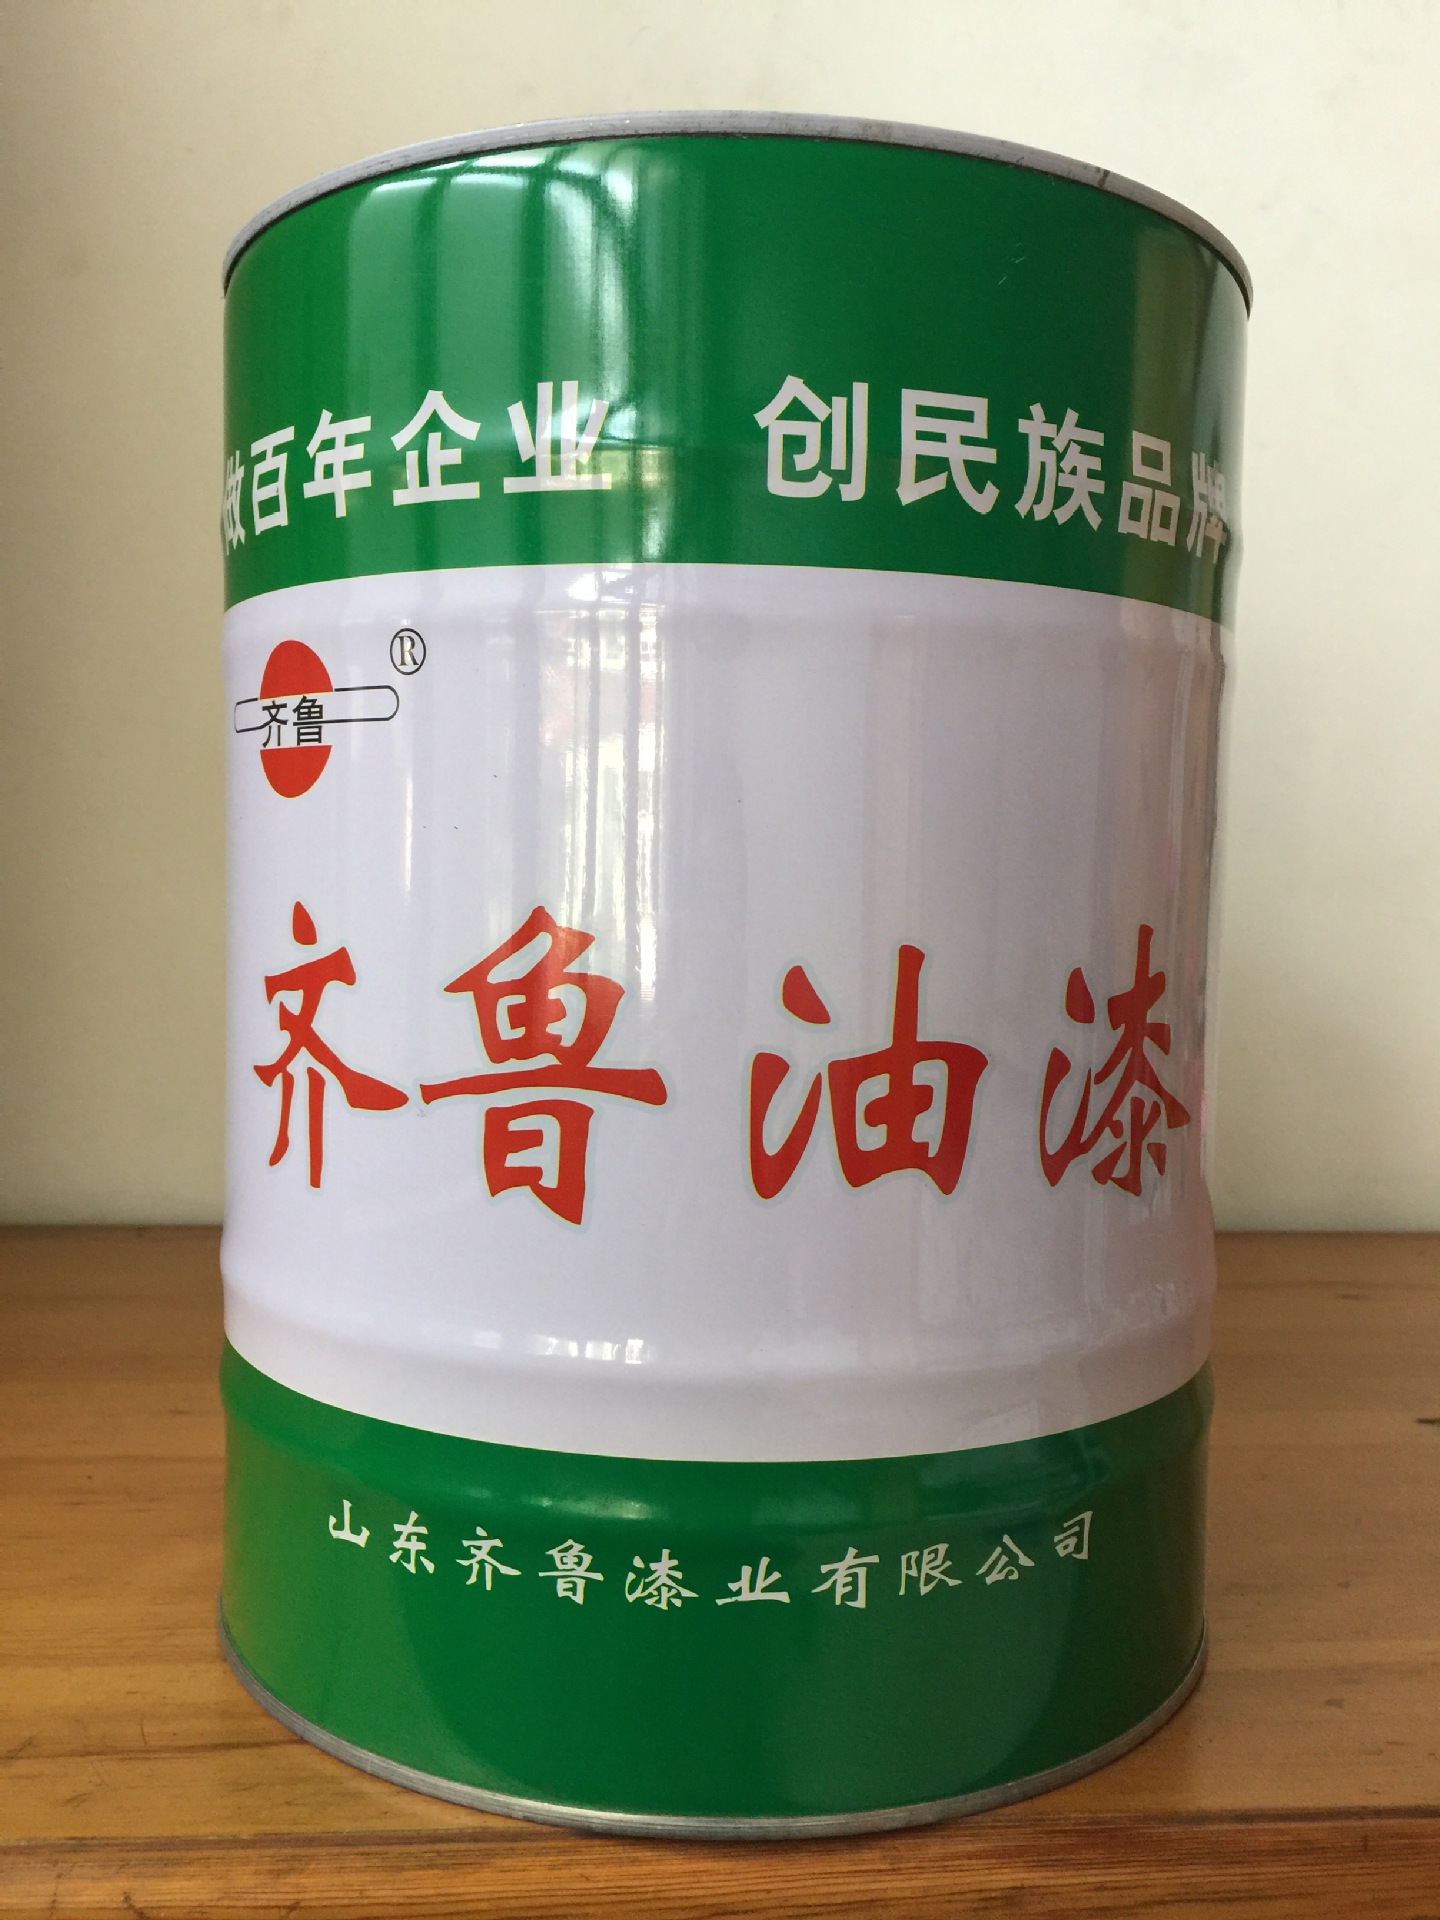 做百年企业 创民族品牌
齐鲁 ®
齐鲁油漆
山东齐鲁漆业有限公司